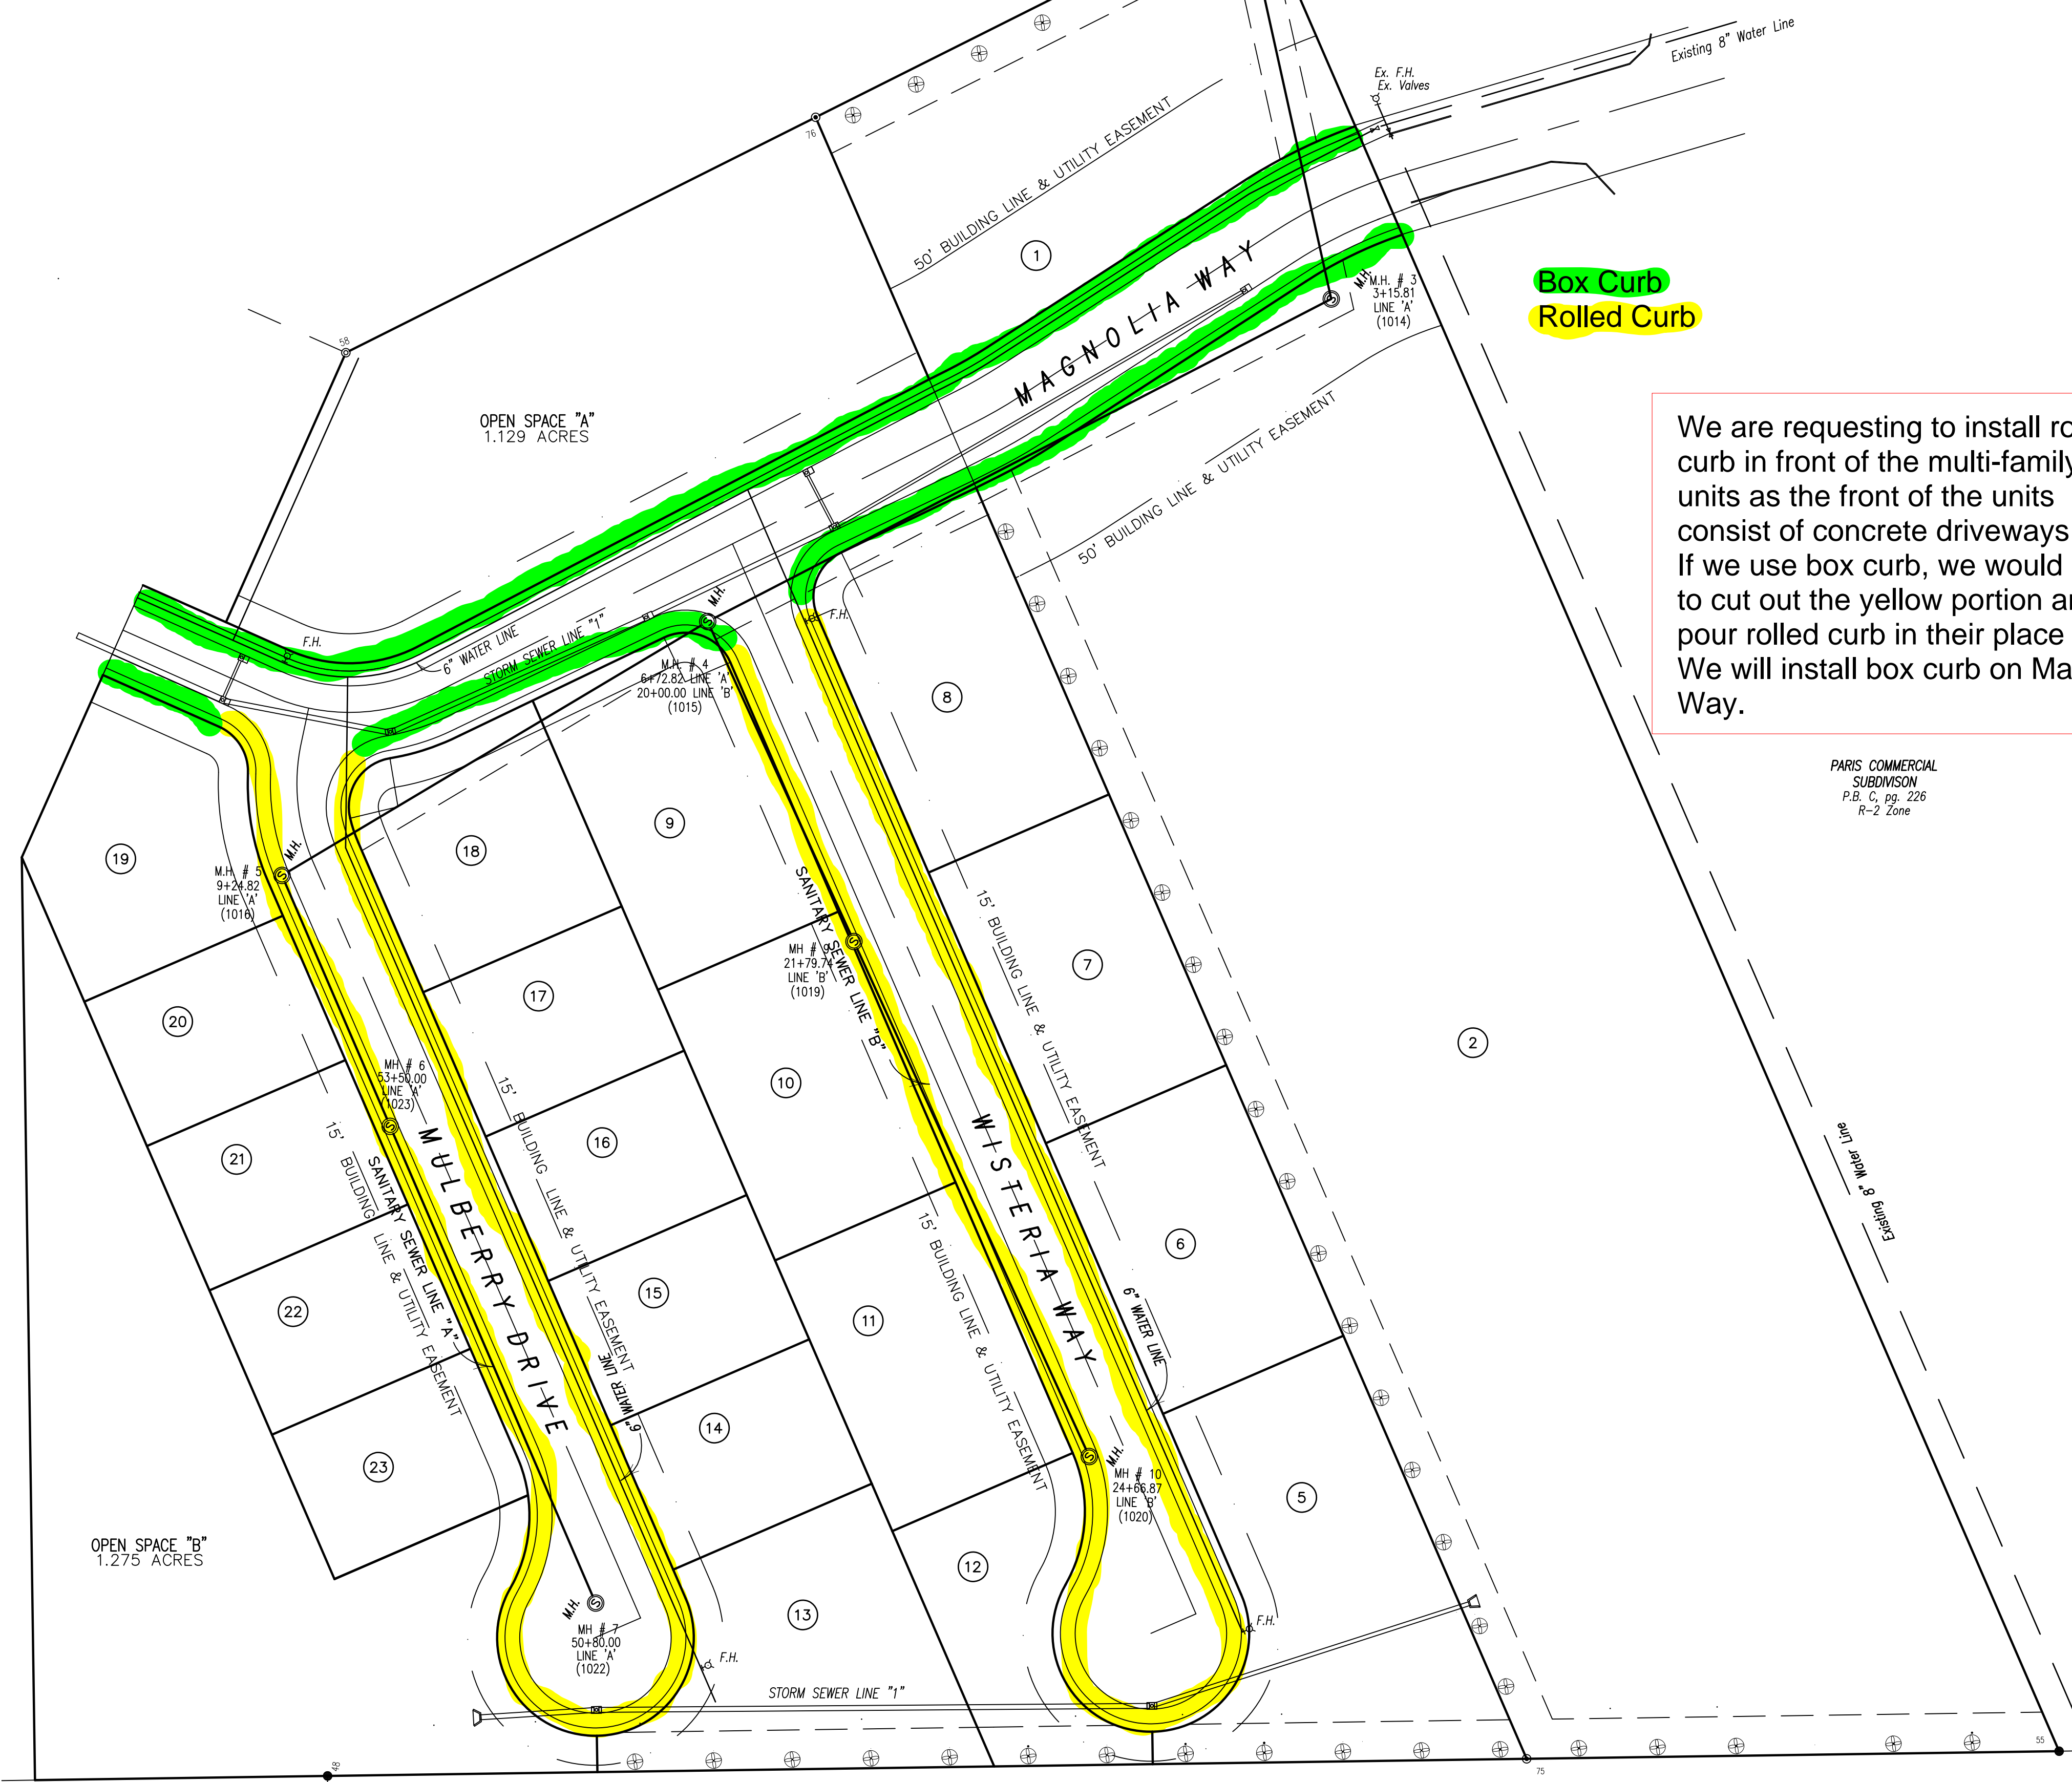 Existing 8" Water Line
Ex. F.H.
Ex. Valves
76
50' BUILDING LINE & UTILITY EASEMENT
1
MAGNOLIA WAY
M.H.
M.H. # 3
3+15.81
LINE 'A'
(1014)
Box Curb
Rolled Curb
58
OPEN SPACE "A"
1.129 ACRES
50' BUILDING LINE & UTILITY EASEMENT
We are requesting to install
curb in front of the multi-family
units as the front of the units
consist of concrete driveways
If we use box curb, we would
to cut out the yellow portion
pour rolled curb in their place
We will install box curb on
Way.
F.H.
6" WATER LINE
STORM SEWER LINE "1"
M.H.
F.H.
M.H. # 4
6+72.82 LINE 'A'
20+00.00 LINE 'B'
(1015)
8
PARIS COMMERCIAL
SUBDIVISON
P.B. C, pg. 226
R-2 Zone
19
M.H.
M.H. # 5
9+24.82
LINE 'A'
(1016)
18
9
SANITARY SEWER LINE "B"
MH #
21+79.74
LINE 'B'
(1019)
15' BUILDING LINE & UTILITY EASEMENT
7
17
20
2
MH # 6
53+50.00
LINE 'A'
(1023)
10
15' BUILDING LINE & UTILITY EASEMENT
16
21
MULBERRY DRIVE
WISTERIA WAY
15' BUILDING LINE & UTILITY EASEMENT
SANITARY SEWER LINE "A"
Existing 8" Water Line
6
15
22
11
15' BUILDING LINE & UTILITY EASEMENT
6" WATER LINE
6" WATER LINE
14
23
M.H.
MH # 10
24+66.87
LINE 'B'
(1020)
5
OPEN SPACE "B"
1.275 ACRES
12
13
M.H.
MH # 7
50+80.00
LINE 'A'
(1022)
F.H.
F.H.
STORM SEWER LINE "1"
48
75
55